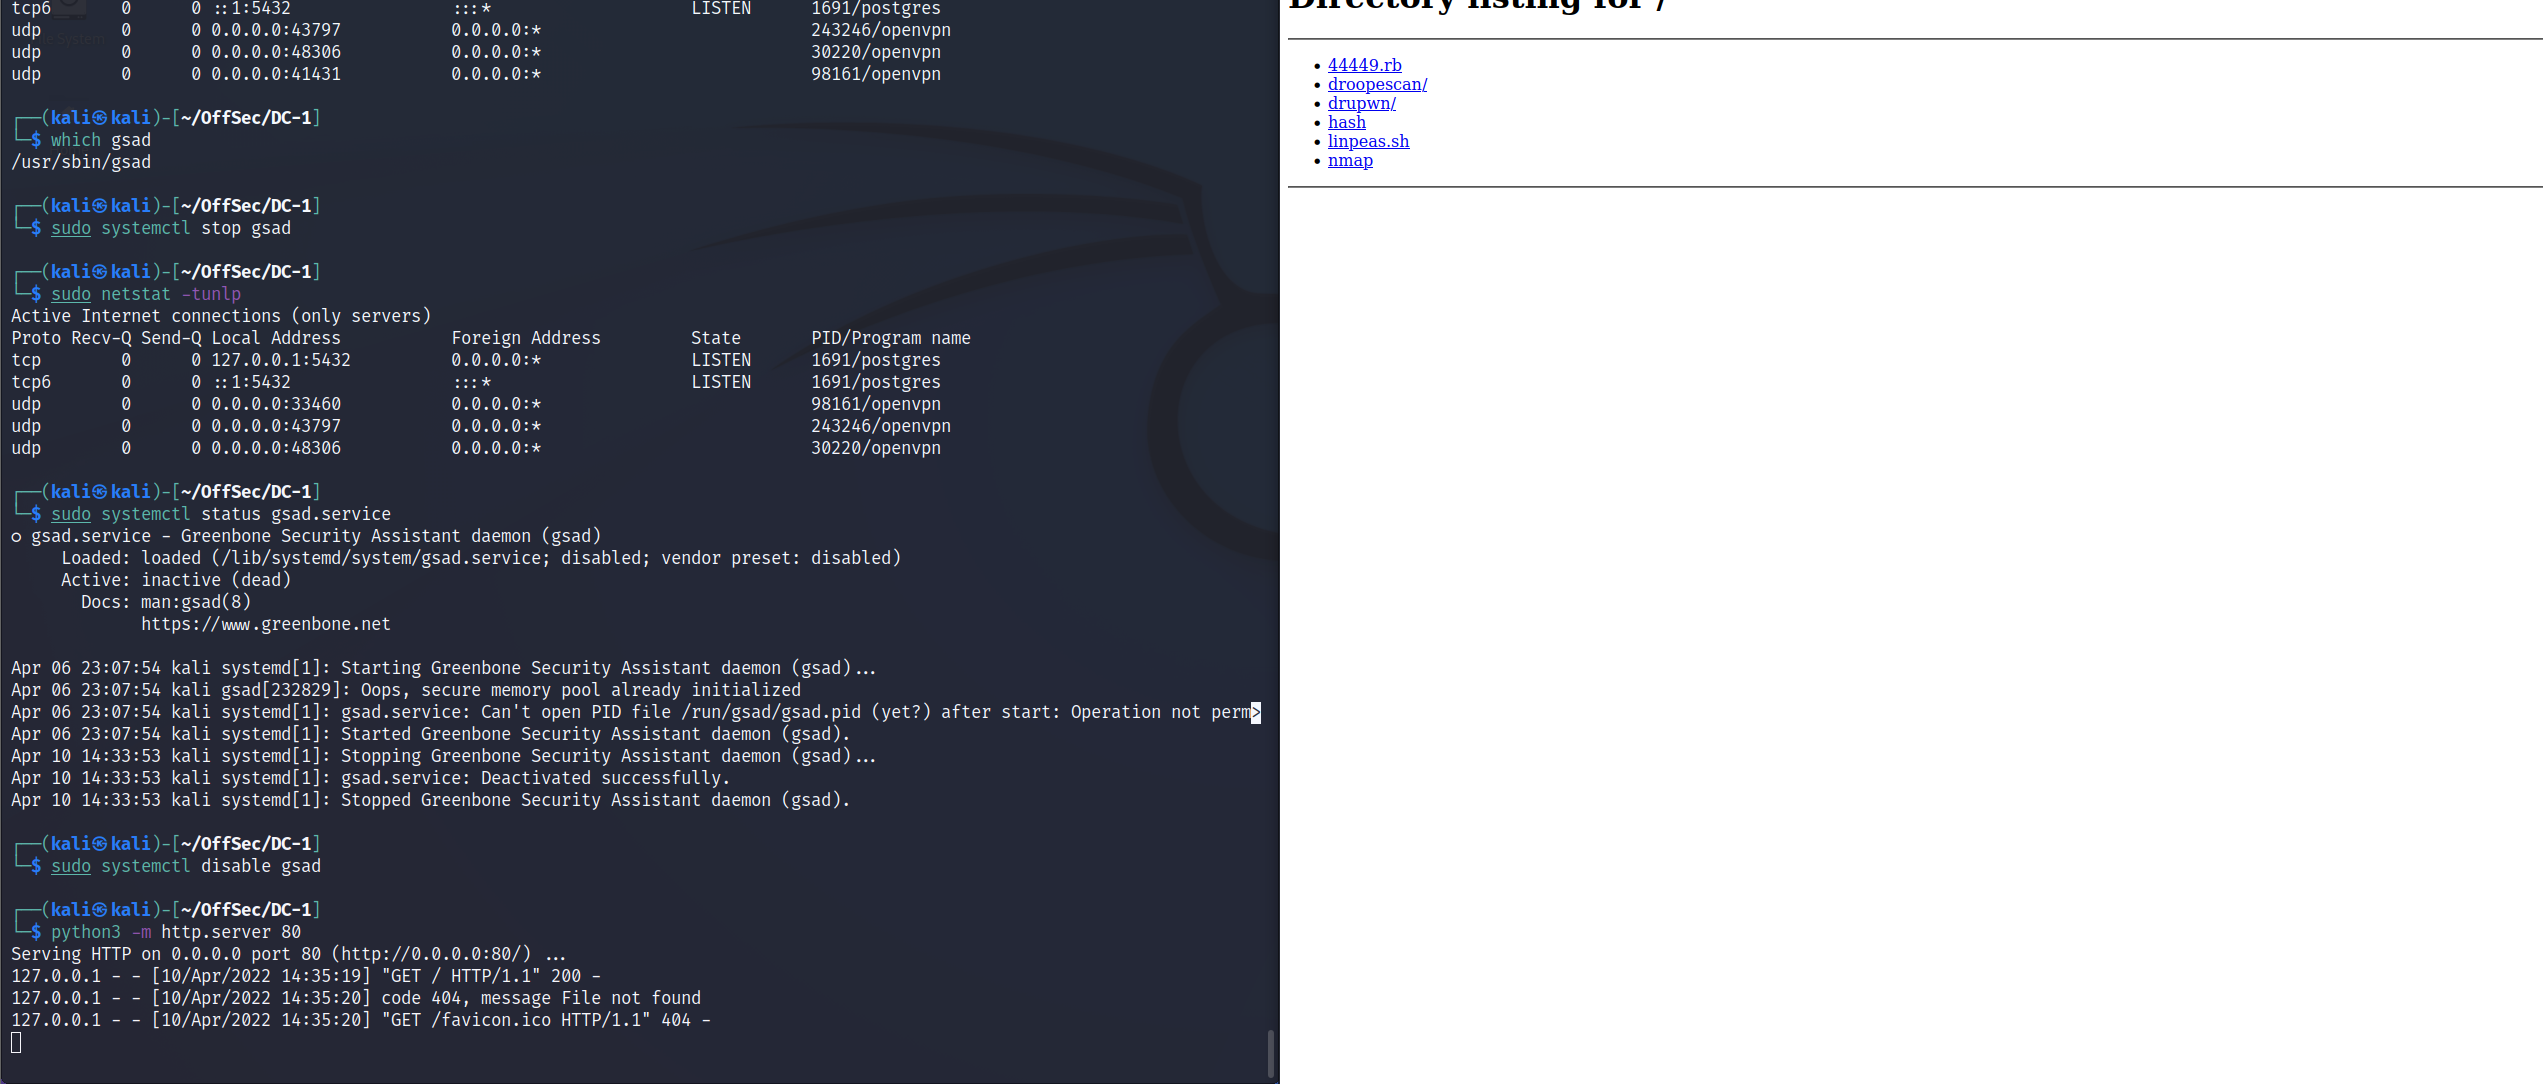 tcp6       0      0 ::1:5432                :::*                    LISTEN      1691/postgres
udp        0      0 0.0.0.0:43797           0.0.0.0:*                           243246/openvpn
udp        0      0 0.0.0.0:48306           0.0.0.0:*                           30220/openvpn
udp        0      0 0.0.0.0:41431           0.0.0.0:*                           98161/openvpn
┌──(kali㉿kali)-[~/OffSec/DC-1]
└─$ which gsad
/usr/sbin/gsad
┌──(kali㉿kali)-[~/OffSec/DC-1]
└─$ sudo systemctl stop gsad
┌──(kali㉿kali)-[~/OffSec/DC-1]
└─$ sudo netstat -tunlp
Active Internet connections (only servers)
Proto Recv-Q Send-Q Local Address           Foreign Address         State       PID/Program name
tcp        0      0 127.0.0.1:5432          0.0.0.0:*               LISTEN      1691/postgres
tcp6       0      0 ::1:5432                :::*                    LISTEN      1691/postgres
udp        0      0 0.0.0.0:33460           0.0.0.0:*                           98161/openvpn
udp        0      0 0.0.0.0:43797           0.0.0.0:*                           243246/openvpn
udp        0      0 0.0.0.0:48306           0.0.0.0:*                           30220/openvpn
┌──(kali㉿kali)-[~/OffSec/DC-1]
└─$ sudo systemctl status gsad.service
○ gsad.service - Greenbone Security Assistant daemon (gsad)
     Loaded: loaded (/lib/systemd/system/gsad.service; disabled; vendor preset: disabled)
     Active: inactive (dead)
       Docs: man:gsad(8)
             https://www.greenbone.net
Apr 06 23:07:54 kali systemd[1]: Starting Greenbone Security Assistant daemon (gsad)...
Apr 06 23:07:54 kali gsad[232829]: Oops, secure memory pool already initialized
Apr 06 23:07:54 kali systemd[1]: gsad.service: Can't open PID file /run/gsad/gsad.pid (yet?) after start: Operation not perm>
Apr 06 23:07:54 kali systemd[1]: Started Greenbone Security Assistant daemon (gsad).
Apr 10 14:33:53 kali systemd[1]: Stopping Greenbone Security Assistant daemon (gsad)...
Apr 10 14:33:53 kali systemd[1]: gsad.service: Deactivated successfully.
Apr 10 14:33:53 kali systemd[1]: Stopped Greenbone Security Assistant daemon (gsad).
┌──(kali㉿kali)-[~/OffSec/DC-1]
└─$ sudo systemctl disable gsad
┌──(kali㉿kali)-[~/OffSec/DC-1]
└─$ python3 -m http.server 80
Serving HTTP on 0.0.0.0 port 80 (http://0.0.0.0:80/) ...
127.0.0.1 - - [10/Apr/2022 14:35:19] "GET / HTTP/1.1" 200 -
127.0.0.1 - - [10/Apr/2022 14:35:20] code 404, message File not found
127.0.0.1 - - [10/Apr/2022 14:35:20] "GET /favicon.ico HTTP/1.1" 404 -
Directory listing for /
• 44449.rb
• droopescan/
• drupwn/
• hash
• linpeas.sh
• nmap